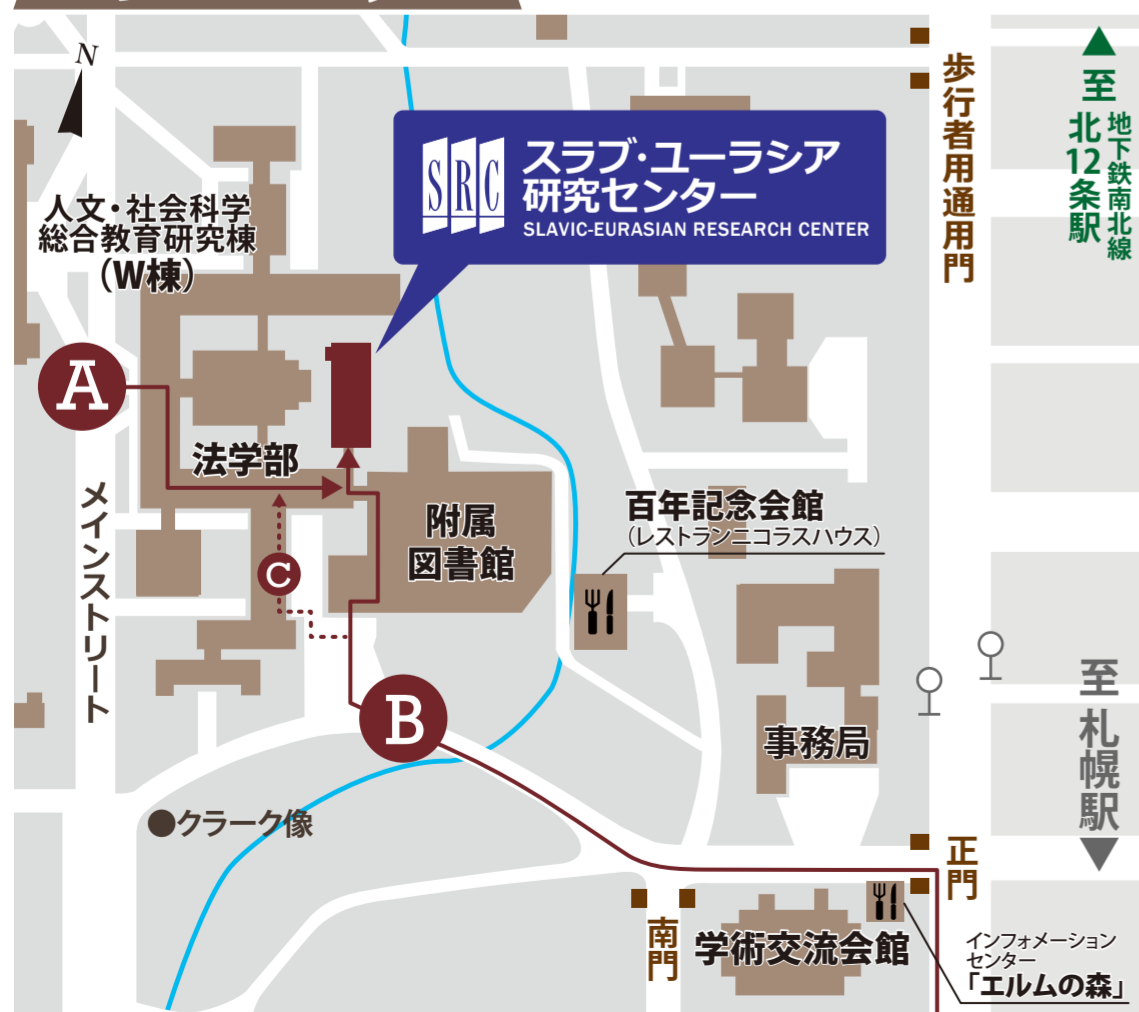 N
SRC
スラブ・ユーラシア
研究センター
SLAVIC-EURASIAN RESEARCH CENTER
人文・社会科学
総合教育研究棟
（W棟）
歩行者用通用門
至
地下鉄南北線
北12条駅
A
法学部
メインストリート
附属
図書館
C
百年記念会館
（レストランニコラスハウス）
B
事務局
至
札幌駅
クラーク像
正門
南門
学術交流会館
インフォメーション
センター
「エルムの森」